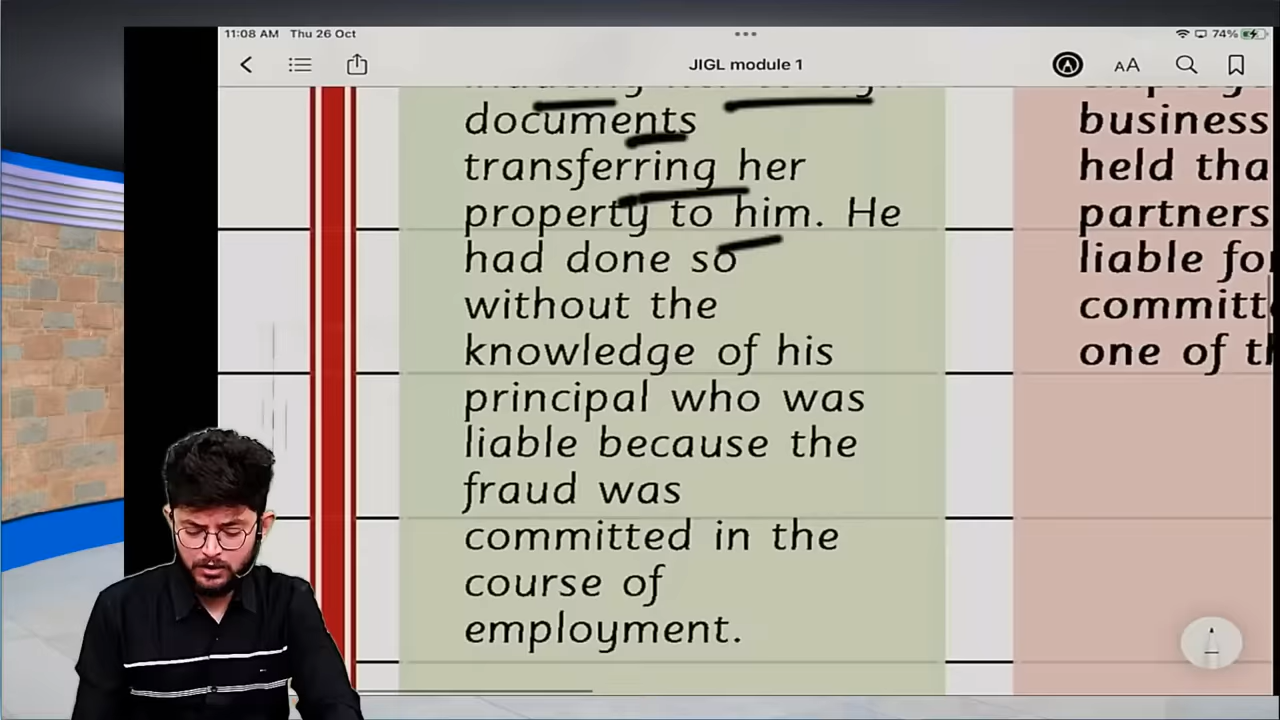 11:08 AM Thu 26 Oct
74%
JIGL module 1
AA
documents
transferring her
property to him. He
had done so
without the
knowledge of his
principal who was
liable because the
fraud was
committed in the
course of
employment.
business
held tha
partners
liable fo
committ
one of t